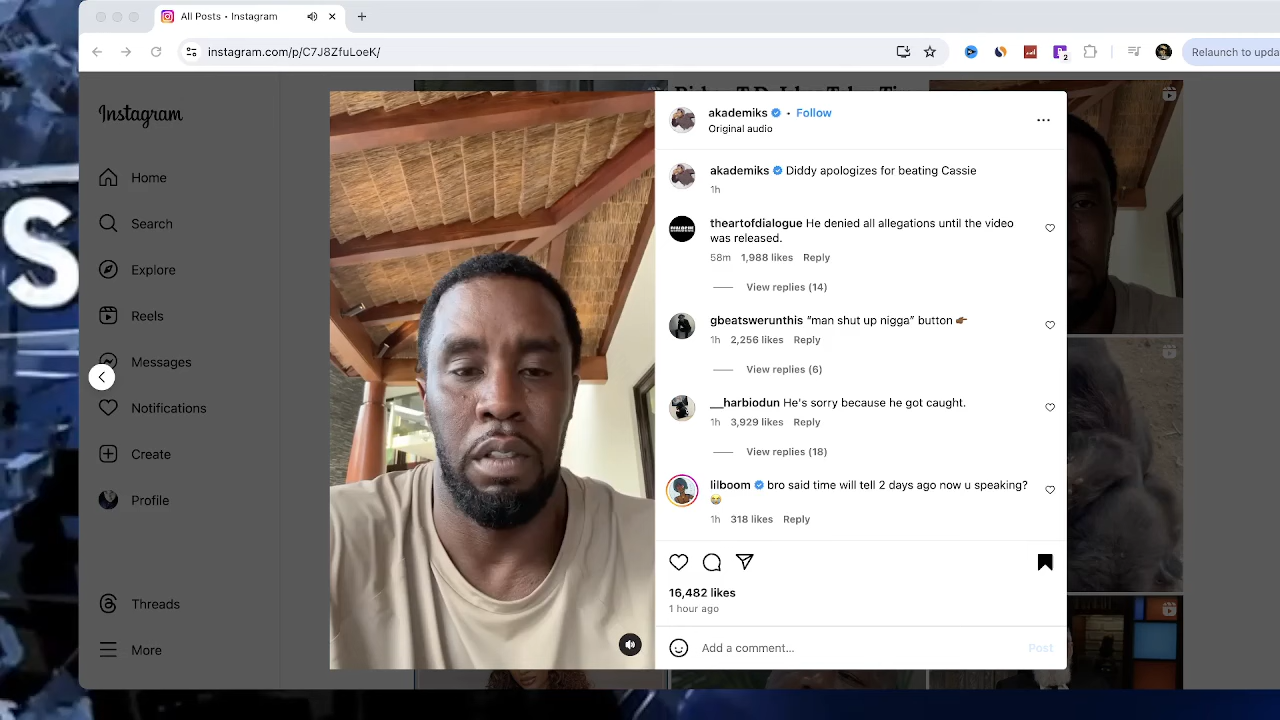 S
All Posts • Instagram
instagram.com/p/C7J8ZfuLoeK/
2
Relaunch to upda
Instagram
Home
Search
Explore
Reels
Messages
Notifications
Create
Profile
Threads
More
akademiks • Follow
Original audio
akademiks Diddy apologizes for beating Cassie
1h
theartofdialogue He denied all allegations until the video
was released.
58m 1,988 likes Reply
View replies (14)
gbeatswerunthis “man shut up nigga” button 👉🏾
1h 2,256 likes Reply
View replies (6)
__harbiodun He's sorry because he got caught.
1h 3,929 likes Reply
View replies (18)
lilboom bro said time will tell 2 days ago now u speaking?
😭
1h 318 likes Reply
16,482 likes
1 hour ago
Add a comment...
Post